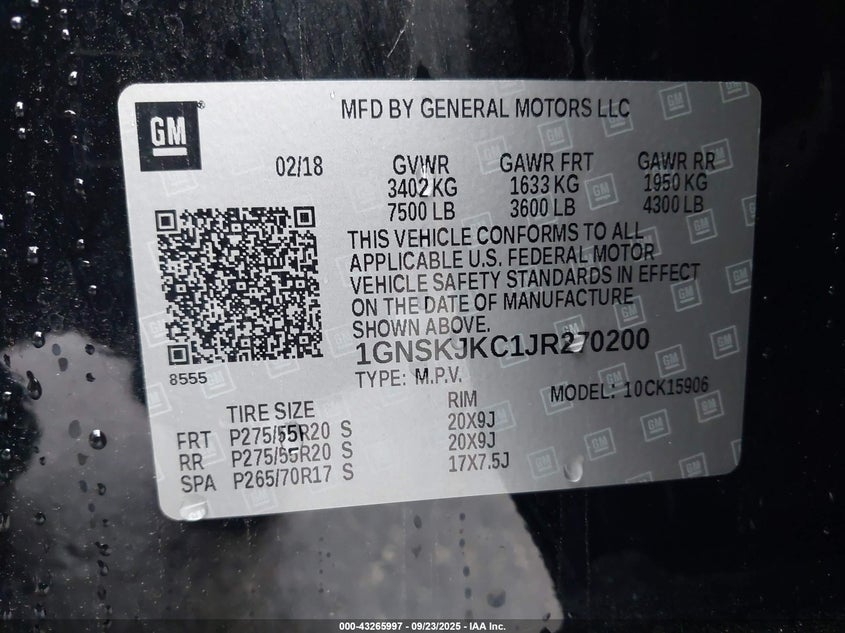 GM
MFD BY GENERAL MOTORS LLC
02/18 GVWR GAWR FRT GAWR RR
3402 KG 1633 KG 1950 KG
7500 LB 3600 LB 4300 LB
THIS VEHICLE CONFORMS TO ALL
APPLICABLE U.S. FEDERAL MOTOR
VEHICLE SAFETY STANDARDS IN EFFECT
ON THE DATE OF MANUFACTURE
SHOWN ABOVE.
1GNSKJKC1JR270200
8555
TYPE: M.P.V. MODEL: 10CK15906
TIRE SIZE RIM
FRT P275/55R20 S 20X9J
RR P275/55R20 S 20X9J
SPA P265/70R17 S 17X7.5J
000-43265997 - 09/23/2025 - IAA Inc.